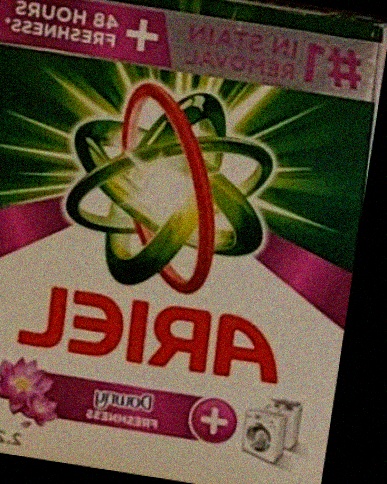 #1 IN STAIN
REMOVAL
+ 48 HOURS
FRESHNESS*
ARIEL
+ Downy
FRESHNESS